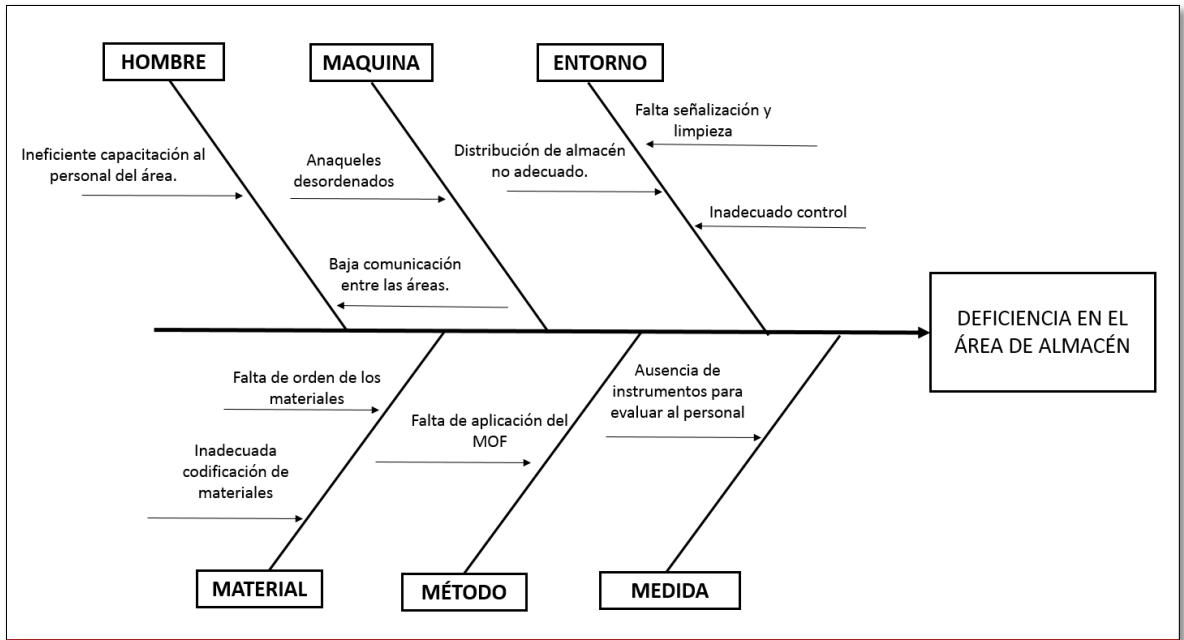 HOMBRE
MAQUINA
ENTORNO
Falta señalización y
limpieza
Ineficiente capacitación al
personal del área.
Anaqueles
desordenados
Distribución de almacén
no adecuado.
Inadecuado control
Baja comunicación
entre las áreas.
DEFICIENCIA EN EL
ÁREA DE ALMACÉN
Falta de orden de los
materiales
Ausencia de
instrumentos para
evaluar al personal
Falta de aplicación del
MOF
Inadecuada
codificación de
materiales
MATERIAL
MÉTODO
MEDIDA